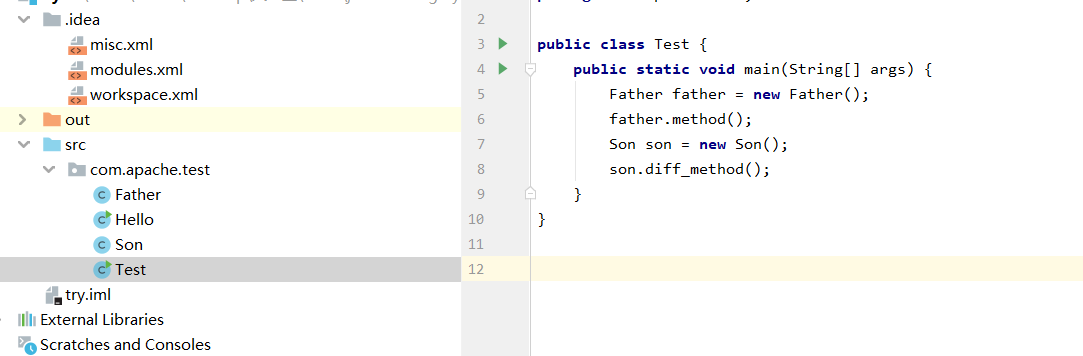 .idea
misc.xml
modules.xml
workspace.xml
out
src
com.apache.test
Father
Hello
Son
Test
try.iml
External Libraries
Scratches and Consoles
2
3 public class Test {
4 public static void main(String[] args) {
5 Father father = new Father();
6 father.method();
7 Son son = new Son();
8 son.diff_method();
9 }
10 }
11
12